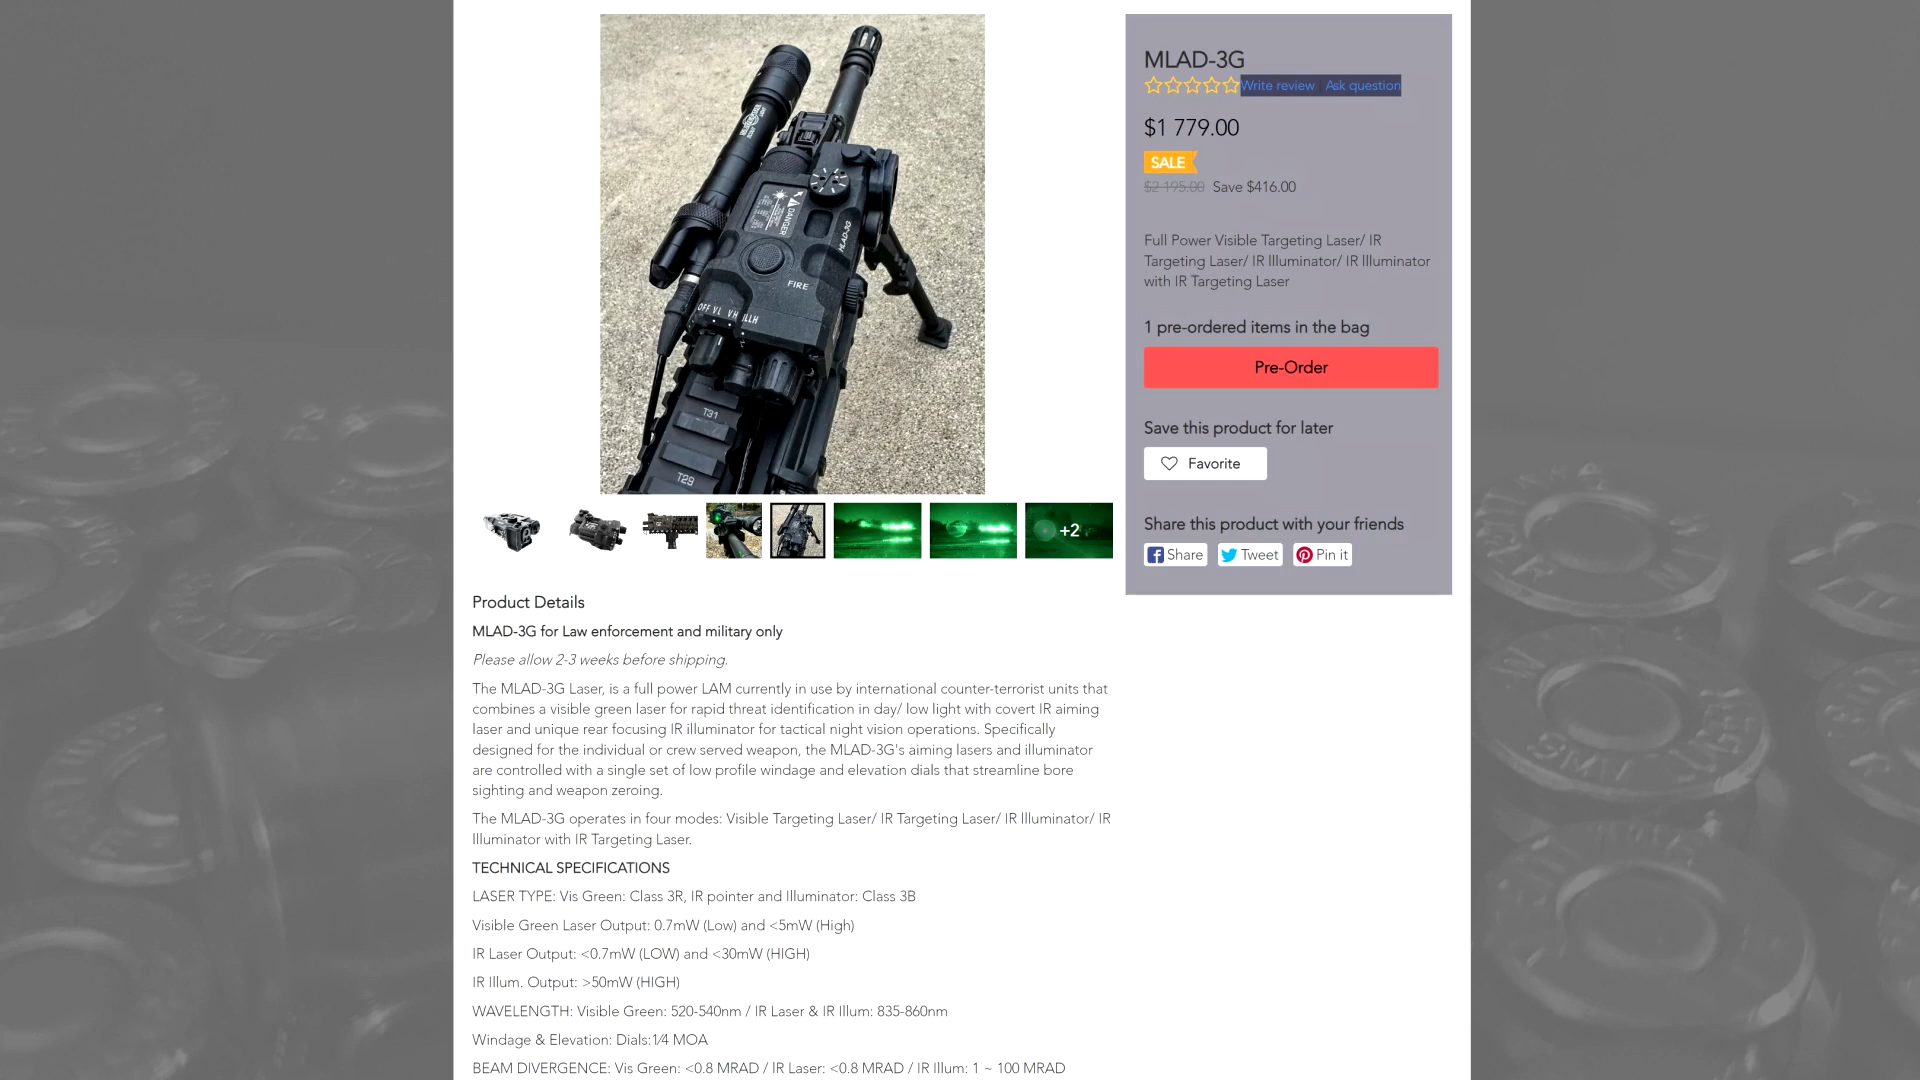 DANGER
MLAD-3G
FIRE
OFF VL VH ILLH
T31
T29
+2
MLAD-3G
Write review | Ask question
$1 779.00
SALE
$2 195.00 Save $416.00
Full Power Visible Targeting Laser/ IR
Targeting Laser/ IR Illuminator/ IR Illuminator
with IR Targeting Laser
1 pre-ordered items in the bag
Pre-Order
Save this product for later
Favorite
Share this product with your friends
Share Tweet Pin it
Product Details
MLAD-3G for Law enforcement and military only
Please allow 2-3 weeks before shipping.
The MLAD-3G Laser, is a full power LAM currently in use by international counter-terrorist units that
combines a visible green laser for rapid threat identification in day/ low light with covert IR aiming
laser and unique rear focusing IR illuminator for tactical night vision operations. Specifically
designed for the individual or crew served weapon, the MLAD-3G's aiming lasers and illuminator
are controlled with a single set of low profile windage and elevation dials that streamline bore
sighting and weapon zeroing.
The MLAD-3G operates in four modes: Visible Targeting Laser/ IR Targeting Laser/ IR Illuminator/ IR
Illuminator with IR Targeting Laser.
TECHNICAL SPECIFICATIONS
LASER TYPE: Vis Green: Class 3R, IR pointer and Illuminator: Class 3B
Visible Green Laser Output: 0.7mW (Low) and <5mW (High)
IR Laser Output: <0.7mW (LOW) and <30mW (HIGH)
IR Illum. Output: >50mW (HIGH)
WAVELENGTH: Visible Green: 520-540nm / IR Laser & IR Illum: 835-860nm
Windage & Elevation: Dials:1/4 MOA
BEAM DIVERGENCE: Vis Green: <0.8 MRAD / IR Laser: <0.8 MRAD / IR Illum: 1 ~ 100 MRAD